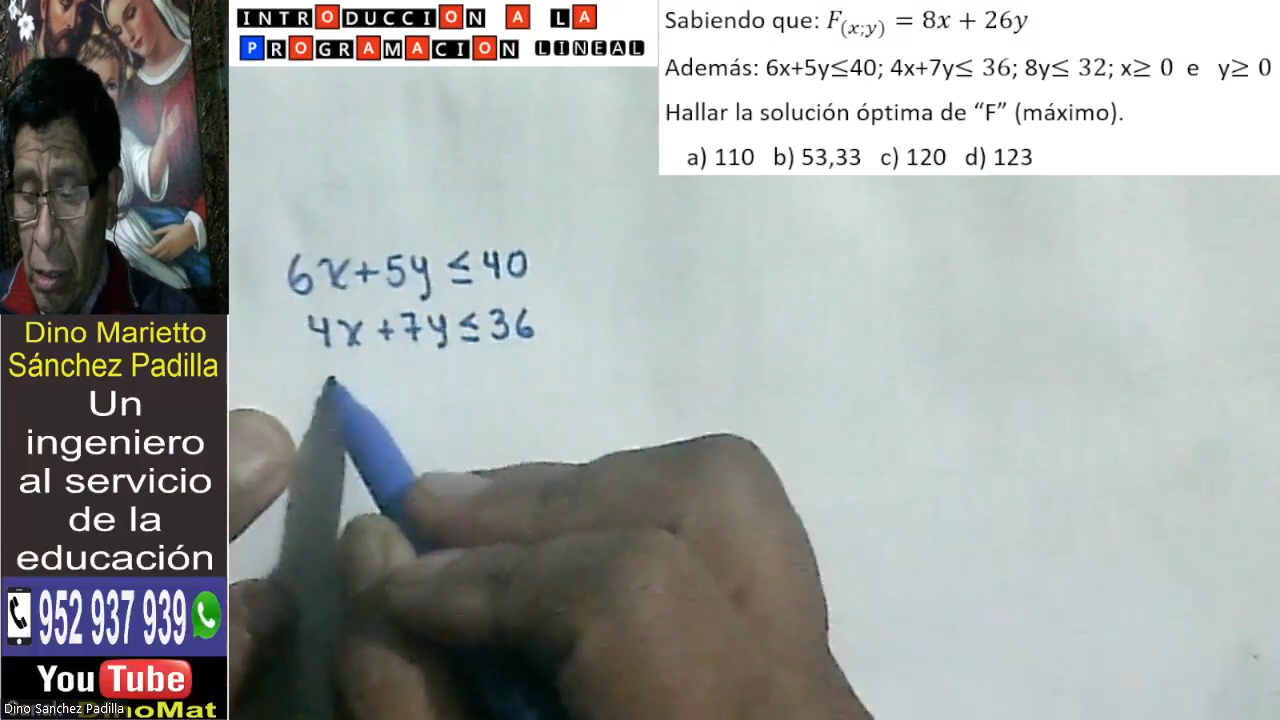 INTRODUCCION A LA
PROGRAMACION LINEAL
Sabiendo que: F(x;y) = 8x + 26y
Además: 6x+5y≤40; 4x+7y≤ 36; 8y≤ 32; x≥ 0 e y≥ 0
Hallar la solución óptima de “F” (máximo).
a) 110 b) 53,33 c) 120 d) 123
6x+5y ≤ 40
4x+7y ≤ 36
Dino Marietto
Sánchez Padilla
Un
ingeniero
al servicio
de la
educación
952 937 939
YouTube
DinoMat
Dino Sanchez Padilla